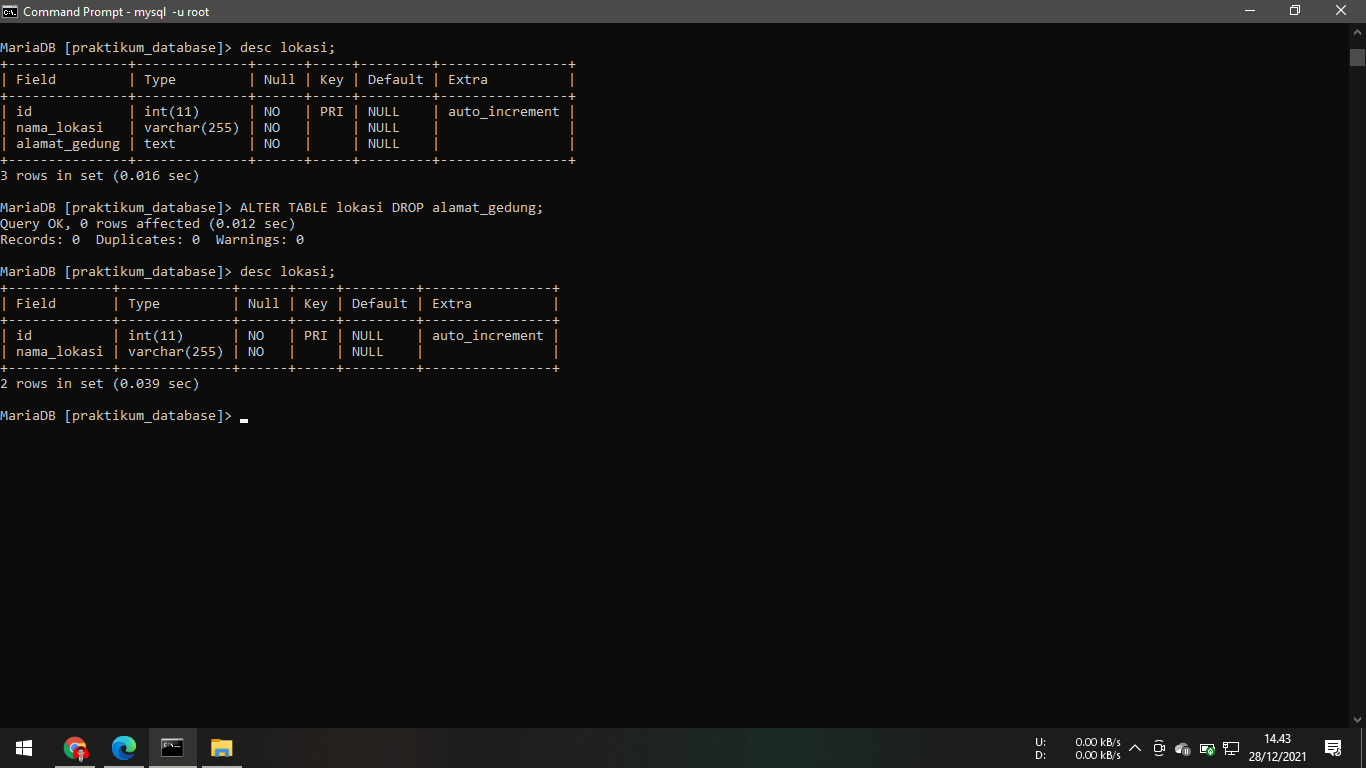 Command Prompt - mysql  -u root
MariaDB [praktikum_database]> desc lokasi;
+---------------+--------------+------+-----+---------+----------------+
| Field         | Type         | Null | Key | Default | Extra          |
+---------------+--------------+------+-----+---------+----------------+
| id            | int(11)      | NO   | PRI | NULL    | auto_increment |
| nama_lokasi   | varchar(255) | NO   |     | NULL    |                |
| alamat_gedung | text         | NO   |     | NULL    |                |
+---------------+--------------+------+-----+---------+----------------+
3 rows in set (0.016 sec)
MariaDB [praktikum_database]> ALTER TABLE lokasi DROP alamat_gedung;
Query OK, 0 rows affected (0.012 sec)
Records: 0  Duplicates: 0  Warnings: 0
MariaDB [praktikum_database]> desc lokasi;
+-------------+--------------+------+-----+---------+----------------+
| Field       | Type         | Null | Key | Default | Extra          |
+-------------+--------------+------+-----+---------+----------------+
| id          | int(11)      | NO   | PRI | NULL    | auto_increment |
| nama_lokasi | varchar(255) | NO   |     | NULL    |                |
+-------------+--------------+------+-----+---------+----------------+
2 rows in set (0.039 sec)
MariaDB [praktikum_database]>
U: 0.00 kB/s
D: 0.00 kB/s
14.43
28/12/2021